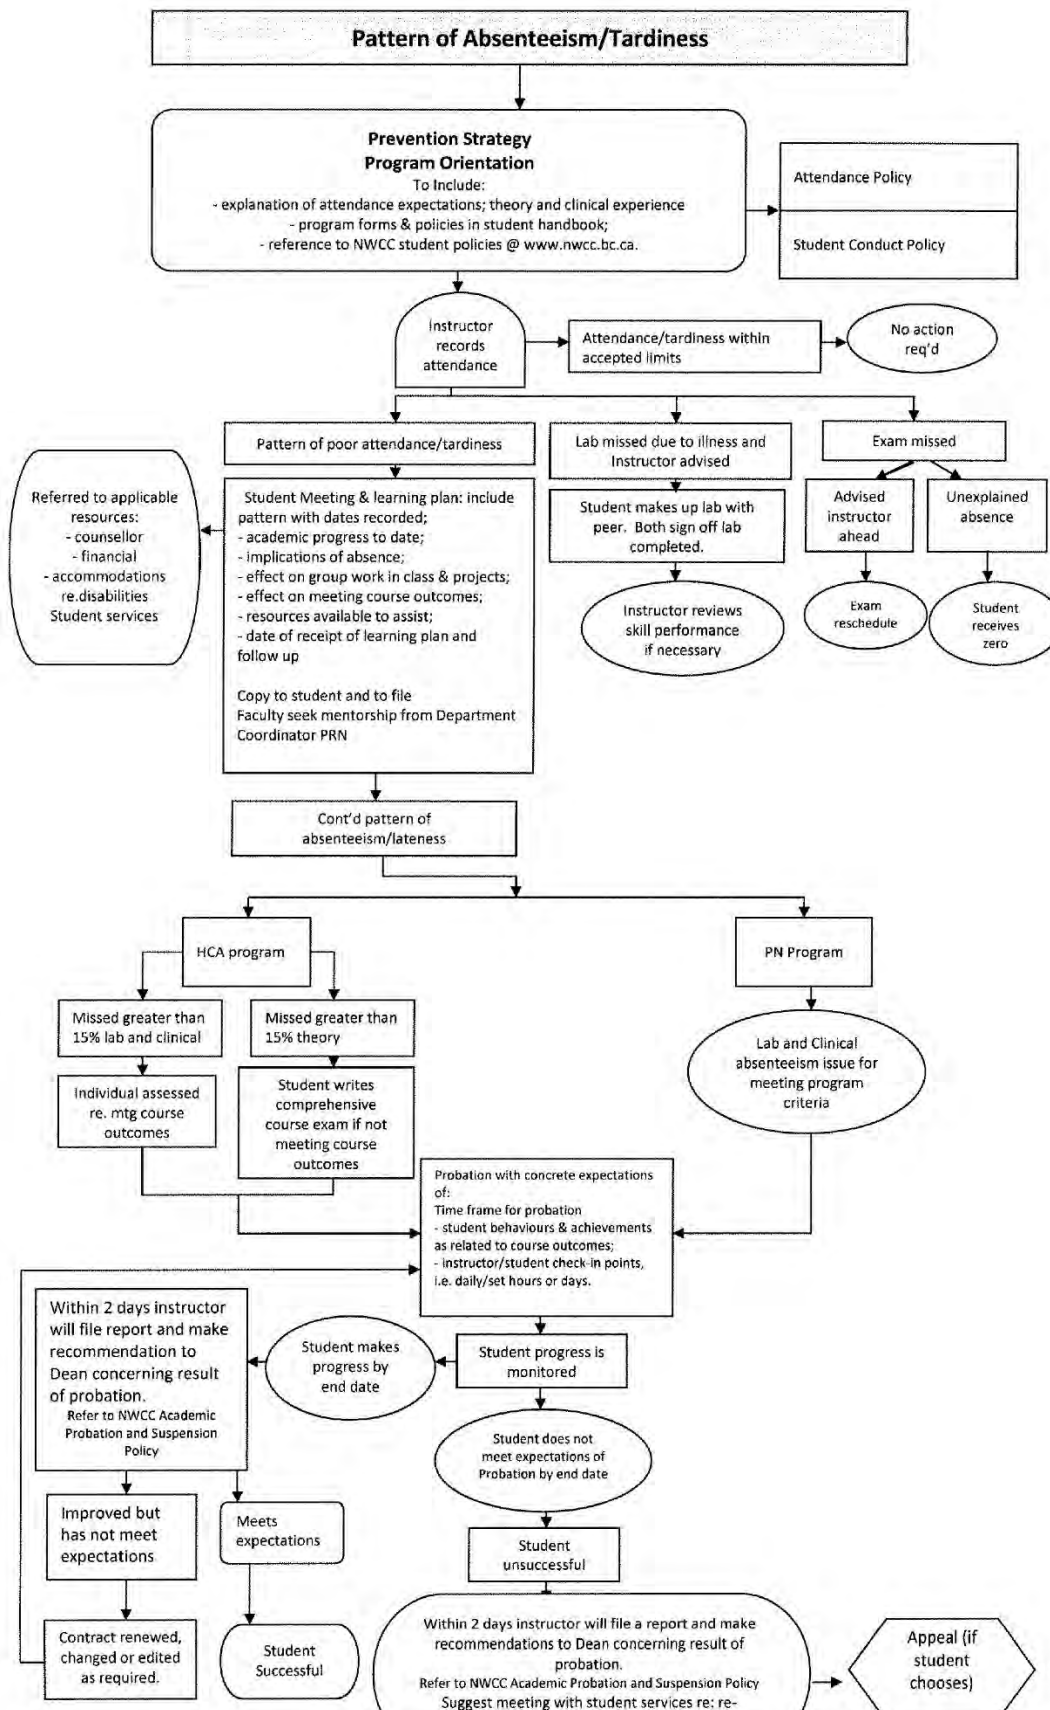 Pattern of Absenteeism/Tardiness
Prevention Strategy
Program Orientation
To Include:
- explanation of attendance expectations; theory and clinical experience
- program forms & policies in student handbook;
- reference to NWCC student policies @ www.nwcc.bc.ca.
Attendance Policy
Student Conduct Policy
Instructor
records
attendance
Attendance/tardiness within
accepted limits
No action
req'd
Pattern of poor attendance/tardiness
Lab missed due to illness and
Instructor advised
Exam missed
Referred to applicable
resources:
- counsellor
- financial
- accommodations
re.disabilities
Student services
Student Meeting & learning plan: include
pattern with dates recorded;
- academic progress to date;
- implications of absence;
- effect on group work in class & projects;
- effect on meeting course outcomes;
- resources available to assist;
- date of receipt of learning plan and
follow up
Copy to student and to file
Faculty seek mentorship from Department
Coordinator PRN
Student makes up lab with
peer. Both sign off lab
completed.
Instructor reviews
skill performance
if necessary
Advised
instructor
ahead
Unexplained
absence
Exam
reschedule
Student
receives
zero
Cont'd pattern of
absenteeism/lateness
HCA program
PN Program
Missed greater than
15% lab and clinical
Missed greater than
15% theory
Individual assessed
re. mtg course
outcomes
Student writes
comprehensive
course exam if not
meeting course
outcomes
Lab and Clinical
absenteeism issue for
meeting program
criteria
Probation with concrete expectations
of:
Time frame for probation
- student behaviours & achievements
as related to course outcomes;
- instructor/student check-in points,
i.e. daily/set hours or days.
Within 2 days instructor
will file report and make
recommendation to
Dean concerning result
of probation.
Refer to NWCC Academic
Probation and Suspension
Policy
Student makes
progress by
end date
Student progress is
monitored
Student does not
meet expectations of
Probation by end date
Improved but
has not meet
expectations
Meets
expectations
Student
unsuccessful
Contract renewed,
changed or edited
as required.
Student
Successful
Within 2 days instructor will file a report and make
recommendations to Dean concerning result of
probation.
Refer to NWCC Academic Probation and Suspension Policy
Suggest meeting with student services re: re-
Appeal (if
student
chooses)